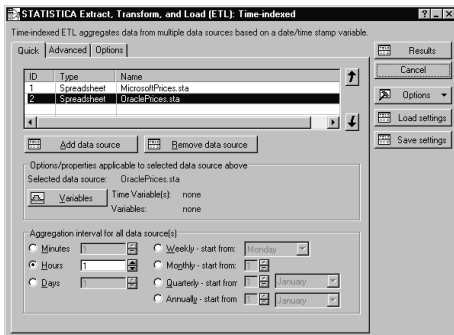 STATISTICA Extract, Transform, and Load (ETL): Time-indexed
Time-indexed ETL aggregates data from multiple data sources based on a date/time stamp variable.
Quick Advanced Options
ID Type Name
1 Spreadsheet MicrosoftPrices.sta
2 Spreadsheet OraclePrices.sta
Add data source Remove data source
Options/properties applicable to selected data source above
Selected data source: OraclePrices.sta
Variables Time Variable(s): none
Variables: none
Aggregation interval for all data source(s)
Minutes 1 Weekly - start from: Monday
Hours 1 Monthly - start from: 1
Days 1 Quarterly - start from 1 January
Annually - start from 1 January
Results
Cancel
Options
Load settings
Save settings